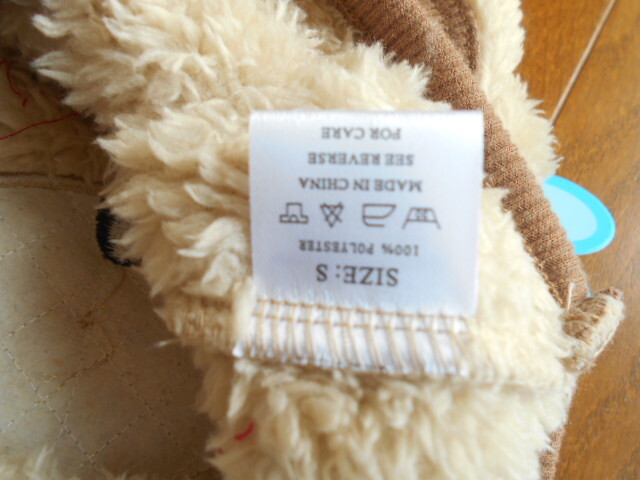 SIZE: S
100% POLYESTER
MADE IN CHINA
SEE REVERSE
FOR CARE